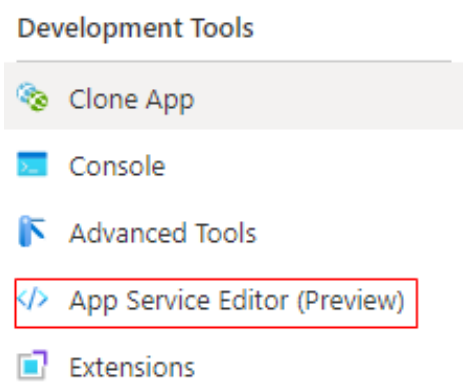 Development Tools
Clone App
Console
Advanced Tools
App Service Editor (Preview)
Extensions